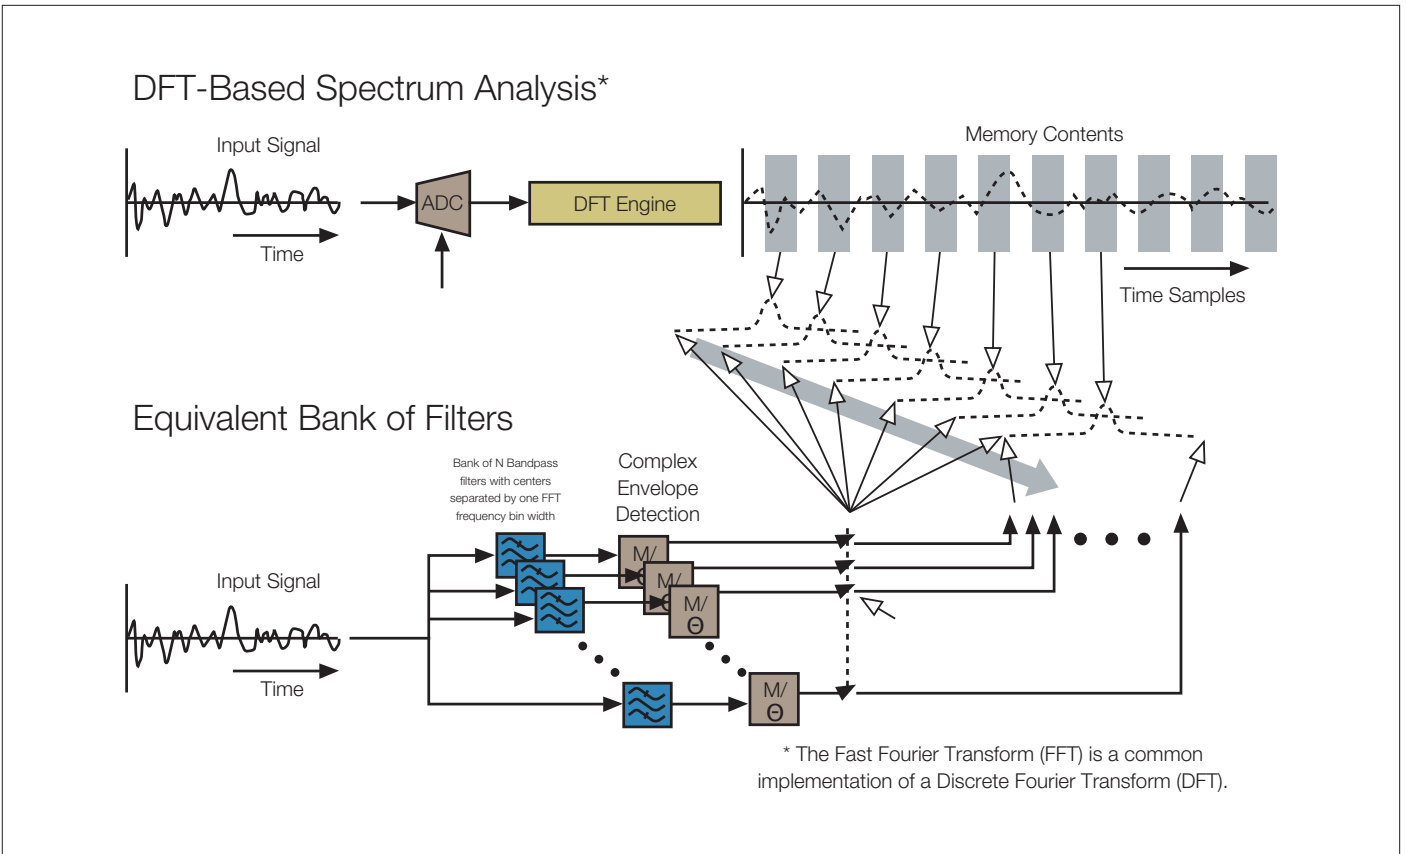 DFT-Based Spectrum Analysis*
Input Signal
Time
ADC
DFT Engine
Memory Contents
Time Samples
Equivalent Bank of Filters
Bank of N Bandpass
filters with centers
separated by one FFT
frequency bin width
Complex
Envelope
Detection
Input Signal
Time
M/
M/
M/
Θ
M/
Θ
* The Fast Fourier Transform (FFT) is a common
implementation of a Discrete Fourier Transform (DFT).